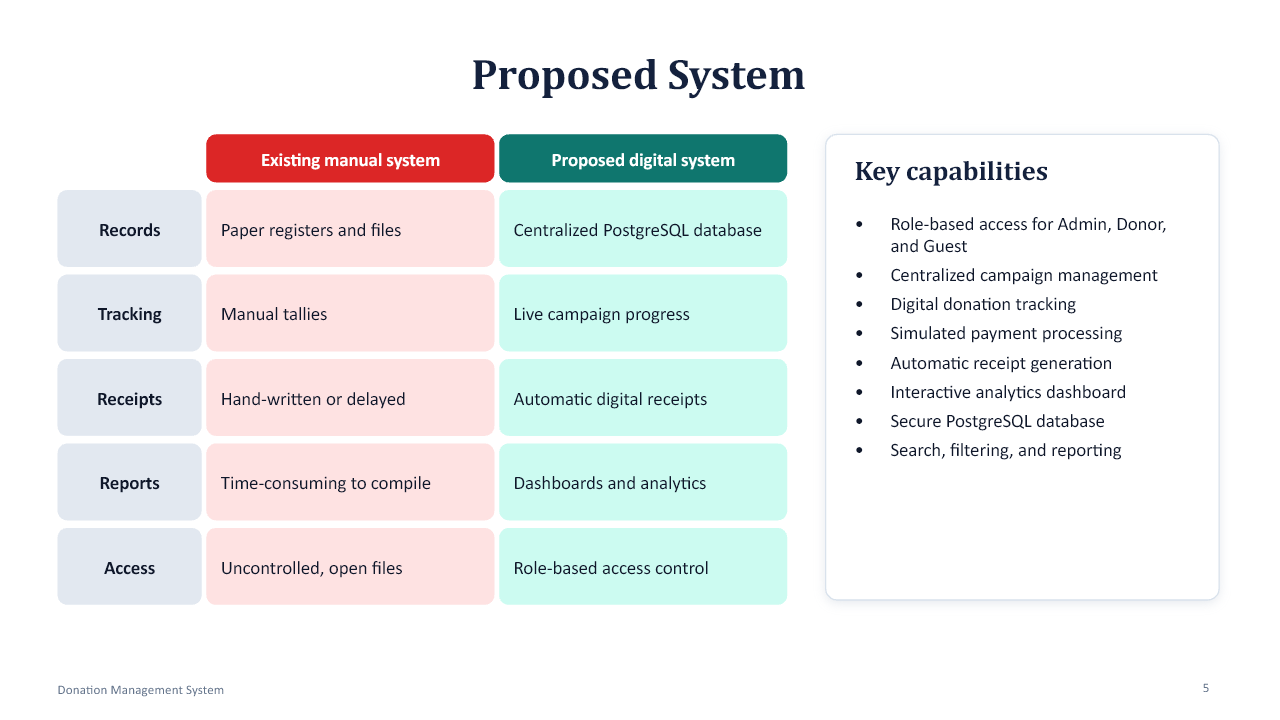 Proposed System
Existing manual system
Proposed digital system
Records
Paper registers and files
Centralized PostgreSQL database
Tracking
Manual tallies
Live campaign progress
Receipts
Hand-written or delayed
Automatic digital receipts
Reports
Time-consuming to compile
Dashboards and analytics
Access
Uncontrolled, open files
Role-based access control
Key capabilities
• Role-based access for Admin, Donor,
and Guest
• Centralized campaign management
• Digital donation tracking
• Simulated payment processing
• Automatic receipt generation
• Interactive analytics dashboard
• Secure PostgreSQL database
• Search, filtering, and reporting
Donation Management System
5